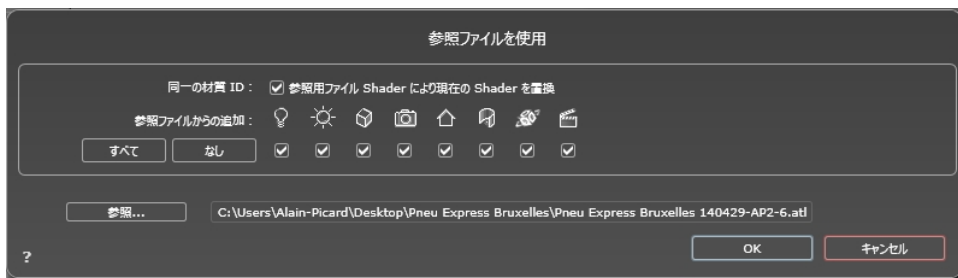 参照ファイルを使用
同一の材質 ID : 参照用ファイル Shader により現在の Shader を置換
参照ファイルからの追加 :
すべて なし
参照... C:\Users\Alain-Picard\Desktop\Pneu Express Bruxelles\Pneu Express Bruxelles 140429-AP2-6.atl
? OK キャンセル